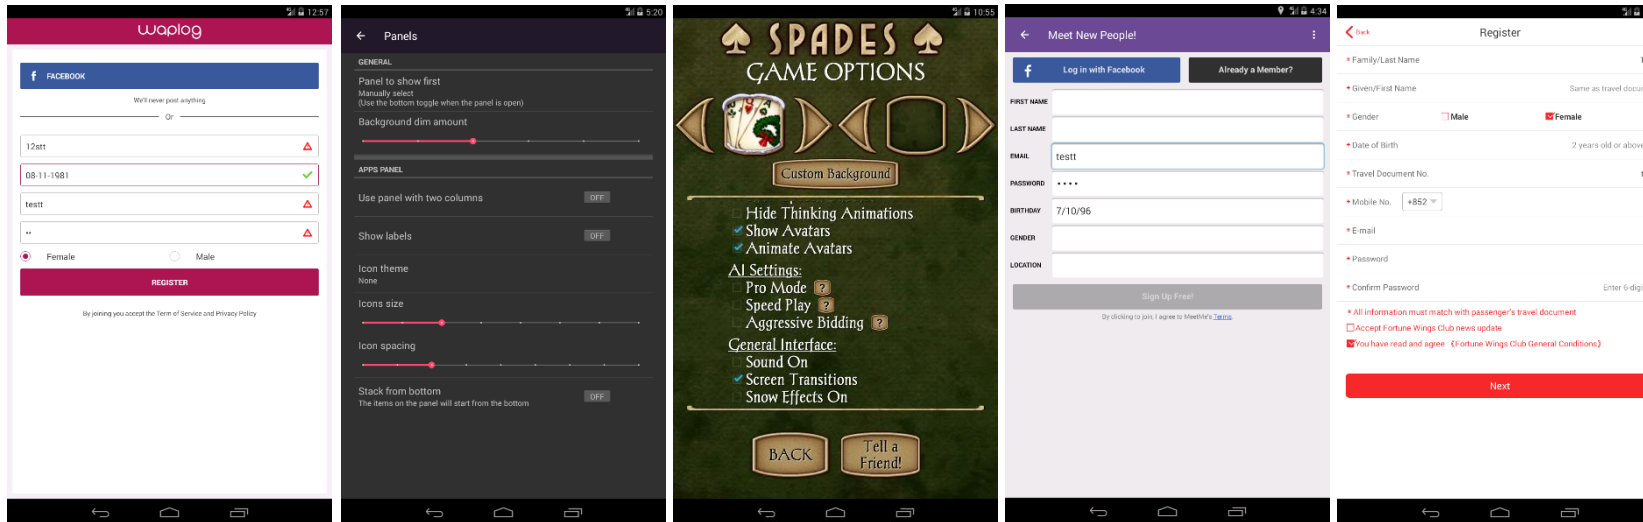 12:57
waplog
f FACEBOOK
We'll never post anything
Or
12stt
08-11-1981
testt
••
Female Male
REGISTER
By joining you accept the Term of Service and Privacy Policy
5:20
Panels
GENERAL
Panel to show first
Manually select
(Use the bottom toggle when the panel is open)
Background dim amount
APPS PANEL
Use panel with two columns OFF
Show labels OFF
Icon theme
None
Icons size
Icon spacing
Stack from bottom OFF
The items on the panel will start from the bottom
10:55
SPADES
GAME OPTIONS
Custom Background
Hide Thinking Animations
Show Avatars
Animate Avatars
AI Settings:
Pro Mode ?
Speed Play ?
Aggressive Bidding ?
General Interface:
Sound On
Screen Transitions
Snow Effects On
BACK
Tell a
Friend!
4:34
Meet New People!
f Log in with Facebook Already a Member?
FIRST NAME
LAST NAME
EMAIL testt
PASSWORD ••••
BIRTHDAY 7/10/96
GENDER
LOCATION
Sign Up Free!
By clicking to join, I agree to MeetMe's Terms.
Back Register
* Family/Last Name
* Given/First Name Same as travel docu
* Gender Male Female
* Date of Birth 2 years old or above
* Travel Document No.
* Mobile No. +852
* E-mail
* Password
* Confirm Password Enter 6-digi
* All information must match with passenger's travel document
Accept Fortune Wings Club news update
You have read and agree 《Fortune Wings Club General Conditions》
Next